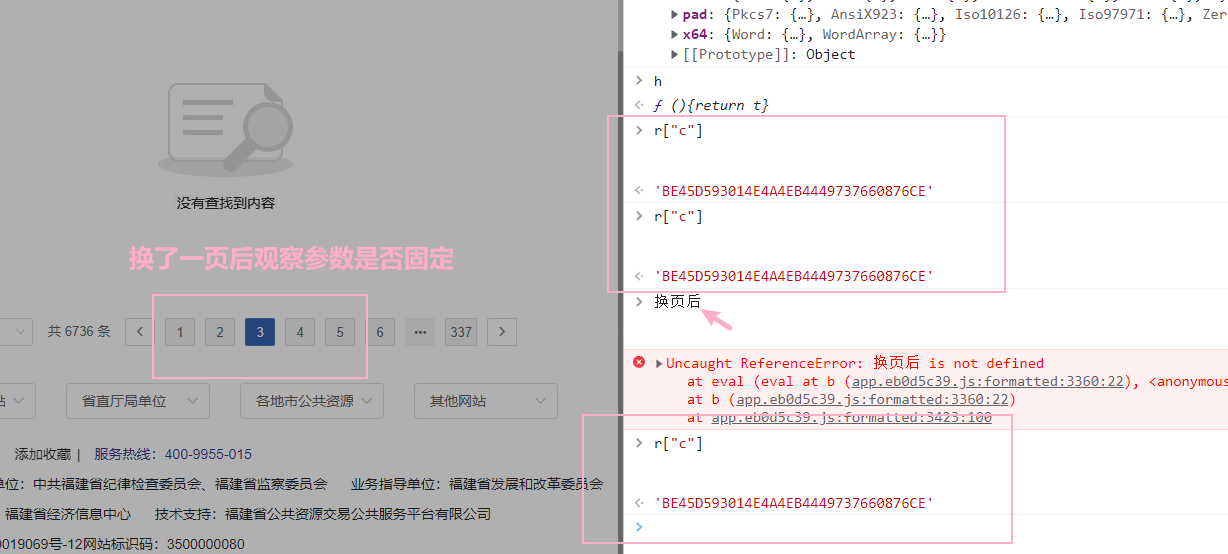 没有查找到内容
换了一页后观察参数是否固定
共 6736 条
< 1 2 3 4 5 6 ••• 337 >
站
省直厅局单位
各地市公共资源
其他网站
添加收藏 | 服务热线：400-9955-015
单位：中共福建省纪律检查委员会、福建省监察委员会 业务指导单位：福建省发展和改革委员会
福建省经济信息中心 技术支持：福建省公共资源交易公共服务平台有限公司
0019069号-12网站标识码：3500000080
▶pad: {Pkcs7: {…}, AnsiX923: {…}, Iso10126: {…}, Iso97971: {…}, Zer
▶x64: {Word: {…}, WordArray: {…}}
▶[[Prototype]]: Object
> h
ƒ (){return t}
> r["c"]
'BE45D593014E4A4EB4449737660876CE'
> r["c"]
'BE45D593014E4A4EB4449737660876CE'
> 换页后
▶Uncaught ReferenceError: 换页后 is not defined
at eval (eval at b (app.eb0d5c39.js:formatted:3360:22), <anonymous
at b (app.eb0d5c39.js:formatted:3360:22)
at app.eb0d5c39.js:formatted:3423:100
> r["c"]
'BE45D593014E4A4EB4449737660876CE'
>